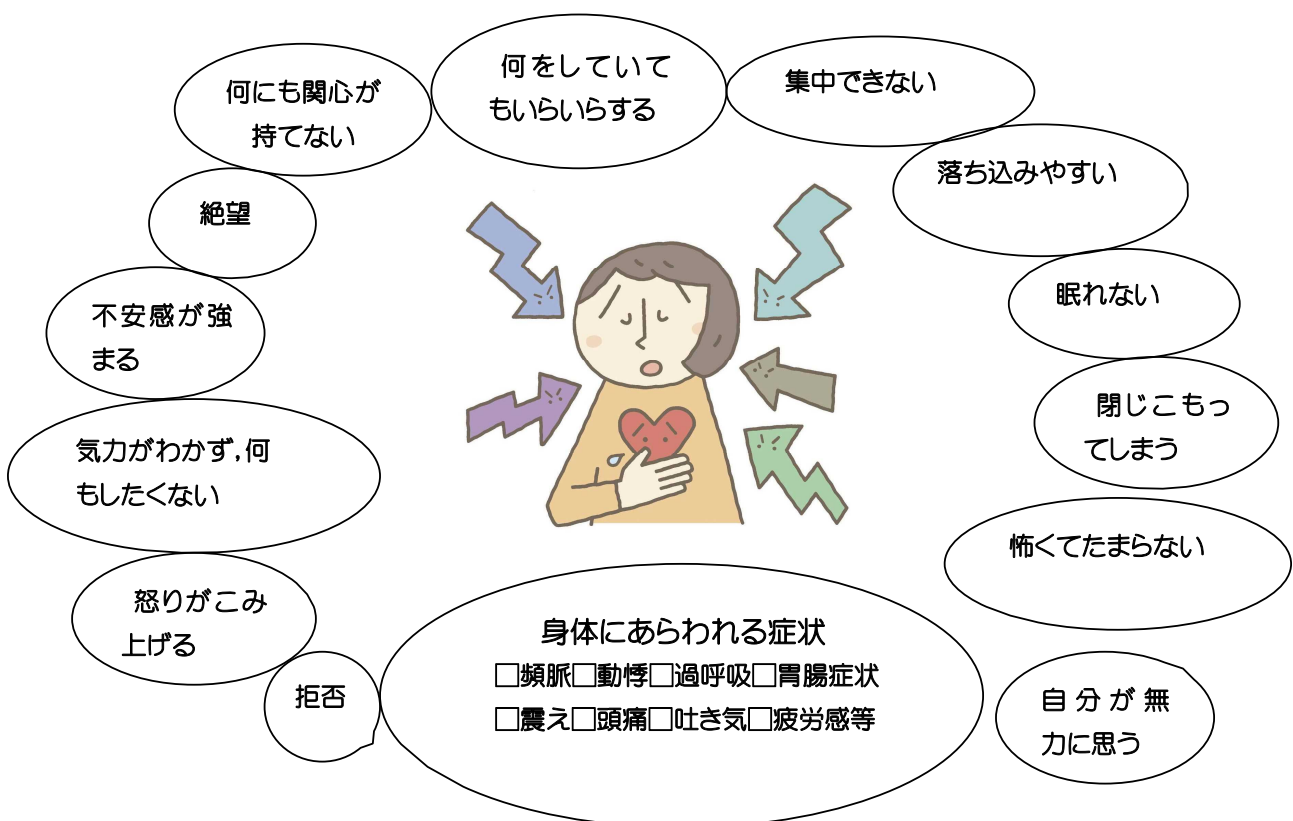 何をしていて
もいらいらする
何にも関心が
持てない
集中できない
落ち込みやすい
絶望
眠れない
不安感が強
まる
閉じこもっ
てしまう
気力がわかず,何
もしたくない
怖くてたまらない
怒りがこみ
上げる
拒否
身体にあらわれる症状
□頻脈□動悸□過呼吸□胃腸症状
□震え□頭痛□吐き気□疲労感等
自分が無
力に思う